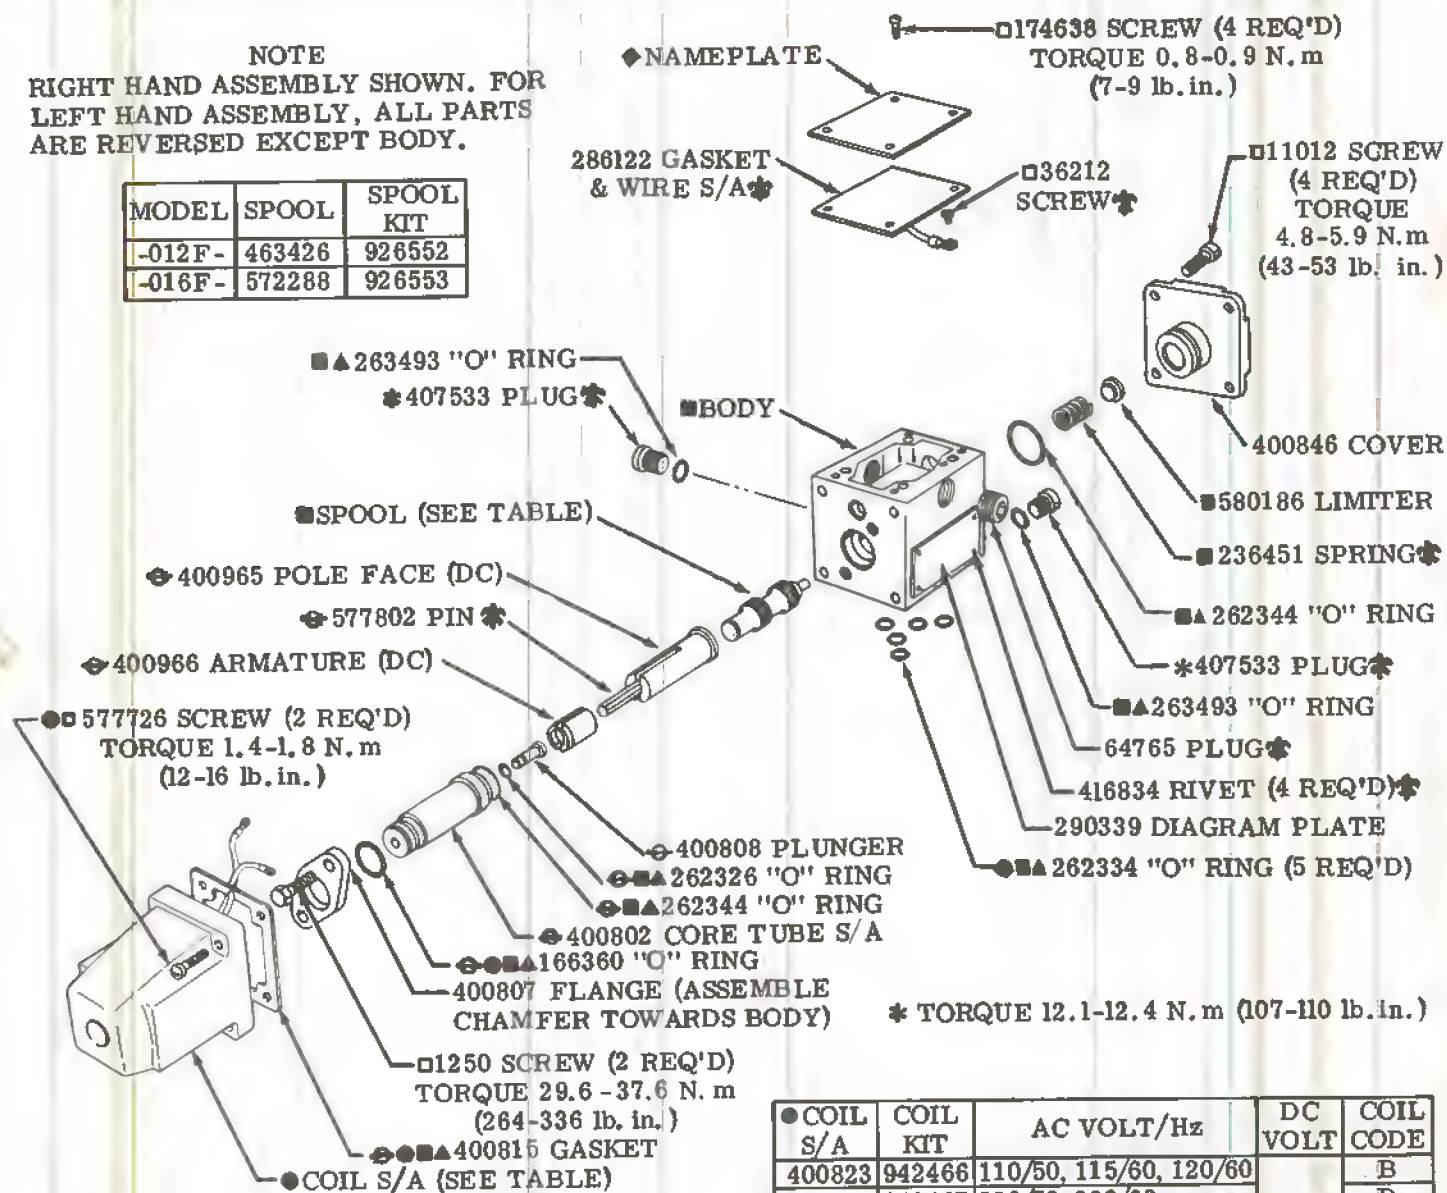 NOTE
RIGHT HAND ASSEMBLY SHOWN. FOR
LEFT HAND ASSEMBLY, ALL PARTS
ARE REVERSED EXCEPT BODY.
MODEL SPOOL SPOOL KIT
-012F- 463426 926552
-016F- 572288 926553
◆NAMEPLATE
□174638 SCREW (4 REQ'D)
TORQUE 0.8-0.9 N.m
(7-9 lb.in.)
286122 GASKET
& WIRE S/A✱
□36212
SCREW✱
□11012 SCREW
(4 REQ'D)
TORQUE
4.8-5.9 N.m
(43-53 lb. in.)
■▲263493 "O" RING
✱407533 PLUG✱
■BODY
400846 COVER
■SPOOL (SEE TABLE)
■580186 LIMITER
400965 POLE FACE (DC)
■236451 SPRING✱
577802 PIN✱
■▲262344 "O" RING
400966 ARMATURE (DC)
*407533 PLUG✱
●□577726 SCREW (2 REQ'D)
TORQUE 1.4-1.8 N.m
(12-16 lb.in.)
■▲263493 "O" RING
64765 PLUG✱
416834 RIVET (4 REQ'D)✱
290339 DIAGRAM PLATE
●■▲262334 "O" RING (5 REQ'D)
400808 PLUNGER
■▲262326 "O" RING
■▲262344 "O" RING
400802 CORE TUBE S/A
●■▲166360 "O" RING
400807 FLANGE (ASSEMBLE
CHAMFER TOWARDS BODY)
* TORQUE 12.1-12.4 N.m (107-110 lb.in.)
□1250 SCREW (2 REQ'D)
TORQUE 29.6-37.6 N.m
(264-336 lb. in.)
●■▲400815 GASKET
●COIL S/A (SEE TABLE)
●COIL S/A COIL KIT AC VOLT/Hz DC VOLT COIL CODE
400823 942466 110/50, 115/60, 120/60 B